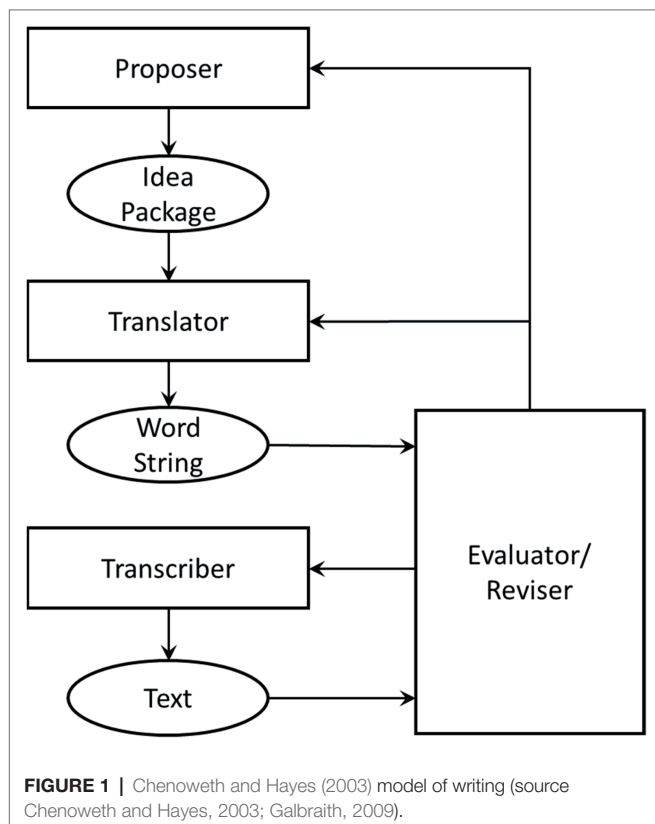 Proposer
Idea
Package
Translator
Word
String
Transcriber
Evaluator/
Reviser
Text
FIGURE 1 | Chenoweth and Hayes (2003) model of writing (source
Chenoweth and Hayes, 2003; Galbraith, 2009).